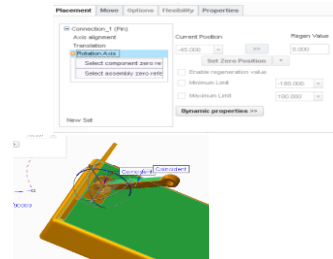 Placement Move Options Flexibility Properties
Connection_1 (Pin)
Axis alignment
Translation
Rotation Axis
Select component zero refe
Select assembly zero refe
New Set
Current Position
Regen Value
-45.000
>>
0.000
Set Zero Position
Enable regeneration value
Minimum Limit
-180.000
Maximum Limit
180.000
Dynamic properties >>
Coincident
Coincident